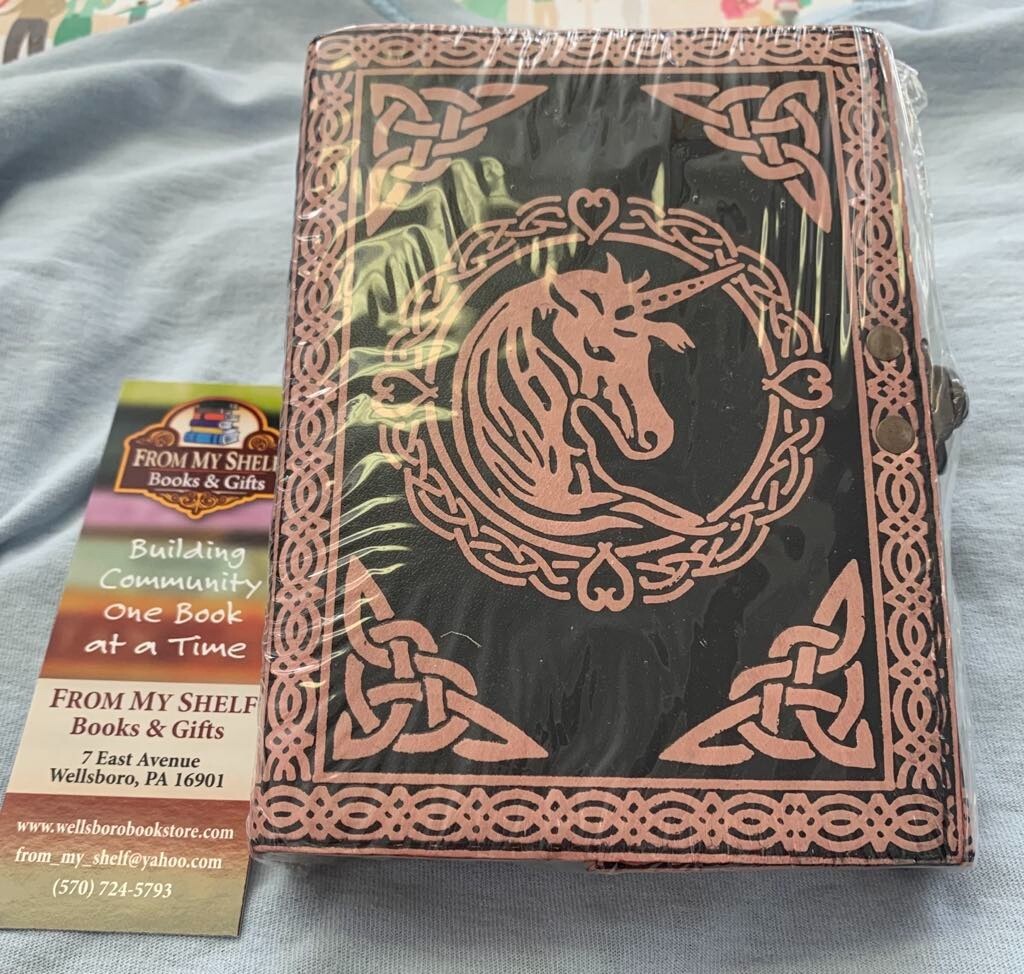 FROM MY SHELF
Books & Gifts
Building
Community
One Book
at a Time
FROM MY SHELF
Books & Gifts
7 East Avenue
Wellsboro, PA 16901
www.wellsborobookstore.com
from_my_shelf@yahoo.com
(570) 724-5793